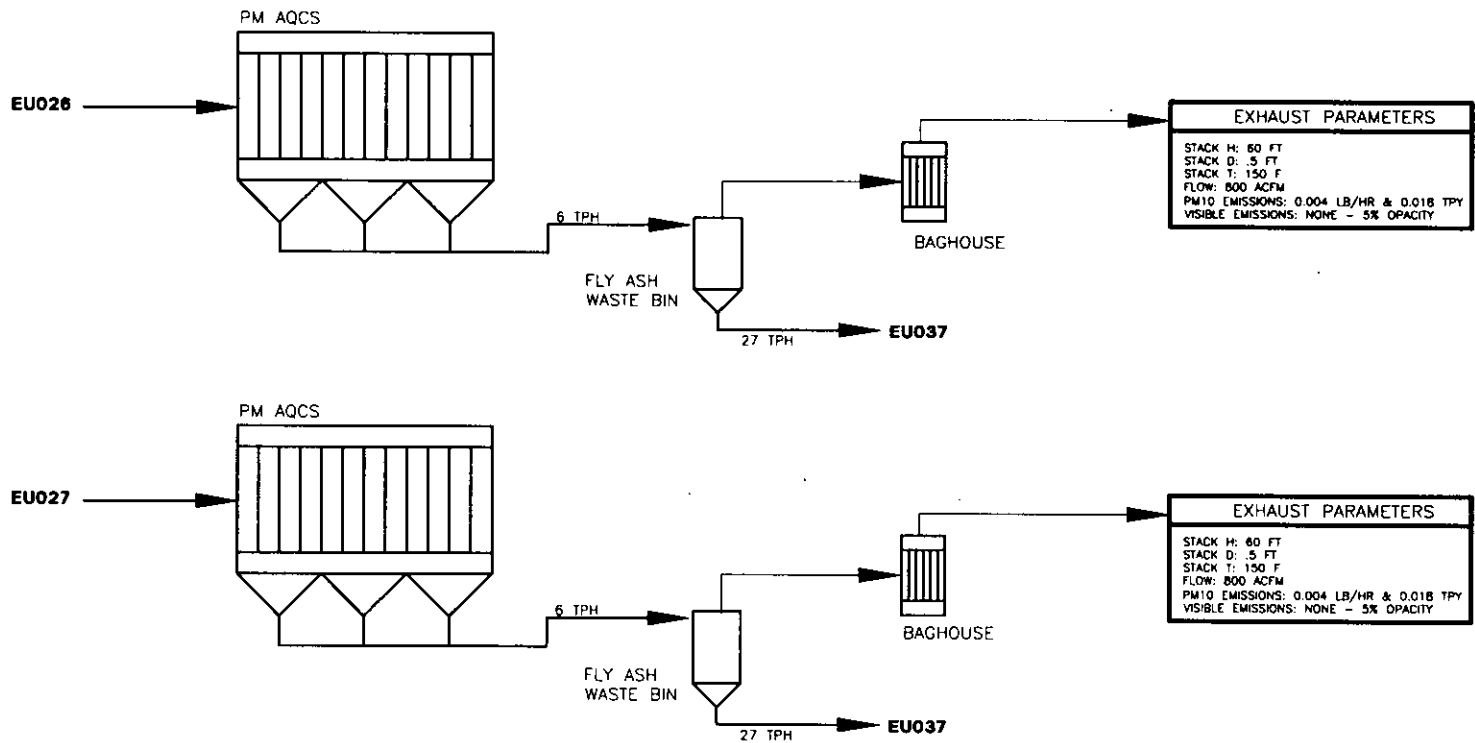 PM AQCS
EU026
EXHAUST PARAMETERS
STACK H: 60 FT
STACK D: .5 FT
STACK T: 150 F
FLOW: 800 ACFM
PM10 EMISSIONS: 0.004 LB/HR & 0.018 TPY
VISIBLE EMISSIONS: NONE - 5% OPACITY
6 TPH
BAGHOUSE
FLY ASH
WASTE BIN
27 TPH
EU037
PM AQCS
EU027
EXHAUST PARAMETERS
STACK H: 60 FT
STACK D: .5 FT
STACK T: 150 F
FLOW: 800 ACFM
PM10 EMISSIONS: 0.004 LB/HR & 0.018 TPY
VISIBLE EMISSIONS: NONE - 5% OPACITY
6 TPH
BAGHOUSE
FLY ASH
WASTE BIN
27 TPH
EU037